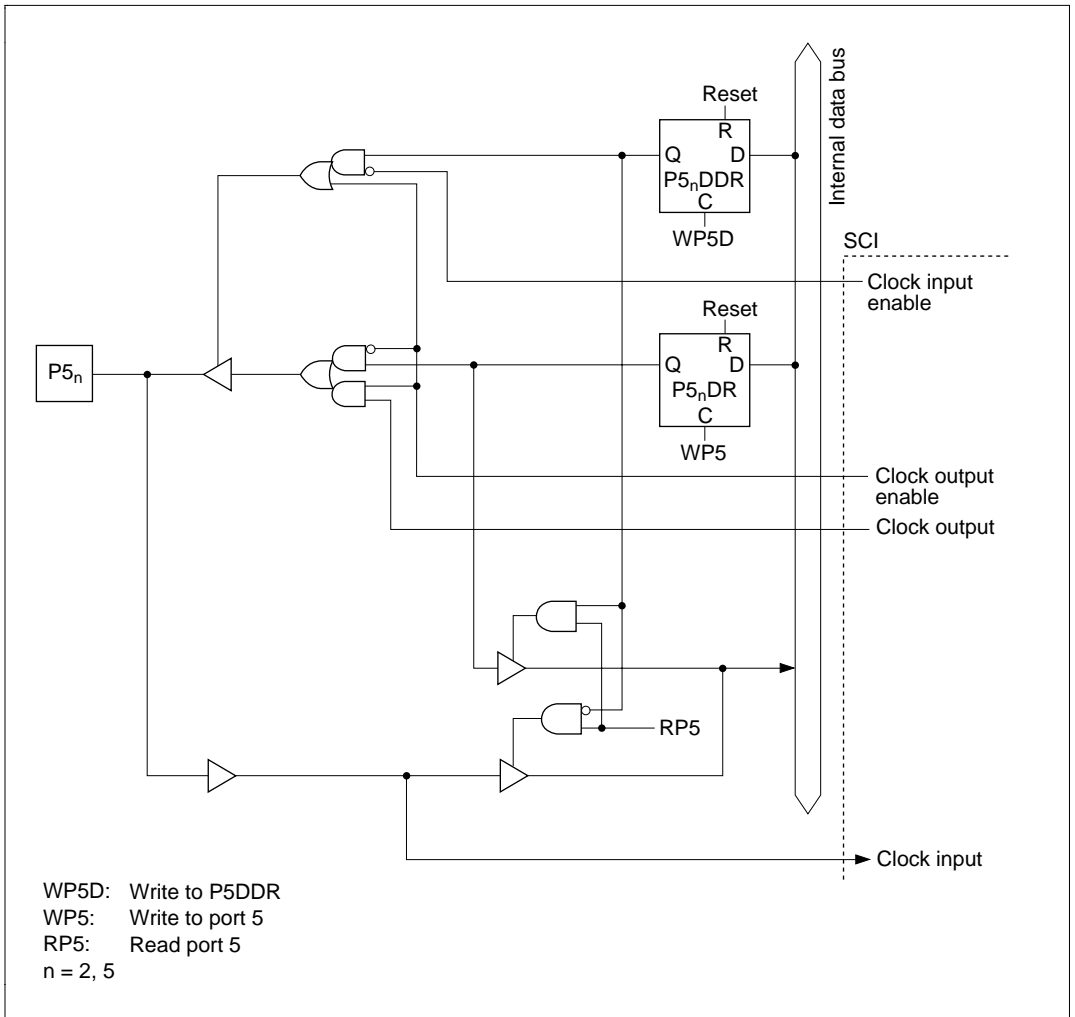 Reset
R
Q
D
P5nDDR
C
WP5D
Internal data bus
SCI
Clock input
enable
Reset
R
Q
D
P5nDR
C
WP5
P5n
Clock output
enable
Clock output
RP5
Clock input
WP5D: Write to P5DDR
WP5: Write to port 5
RP5: Read port 5
n = 2, 5